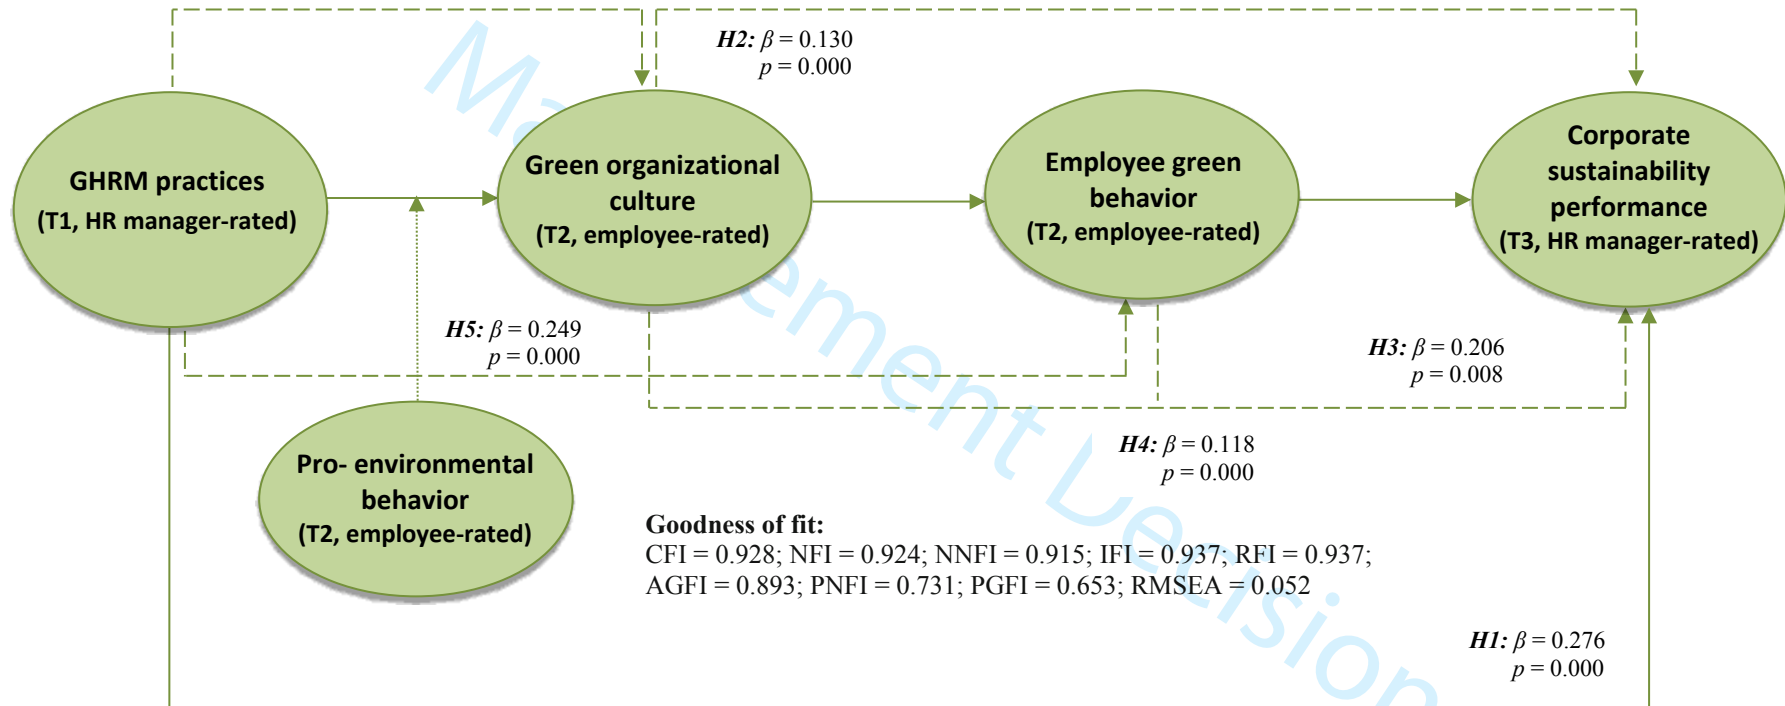 H2: β = 0.130
p = 0.000
GHRM practices
(T1, HR manager-rated)
Green organizational
culture
(T2, employee-rated)
Employee green
behavior
(T2, employee-rated)
Corporate
sustainability
performance
(T3, HR manager-rated)
H5: β = 0.249
p = 0.000
H3: β = 0.206
p = 0.008
H4: β = 0.118
p = 0.000
Pro- environmental
behavior
(T2, employee-rated)
Goodness of fit:
CFI = 0.928; NFI = 0.924; NNFI = 0.915; IFI = 0.937; RFI = 0.937;
AGFI = 0.893; PNFI = 0.731; PGFI = 0.653; RMSEA = 0.052
H1: β = 0.276
p = 0.000
Management Decision